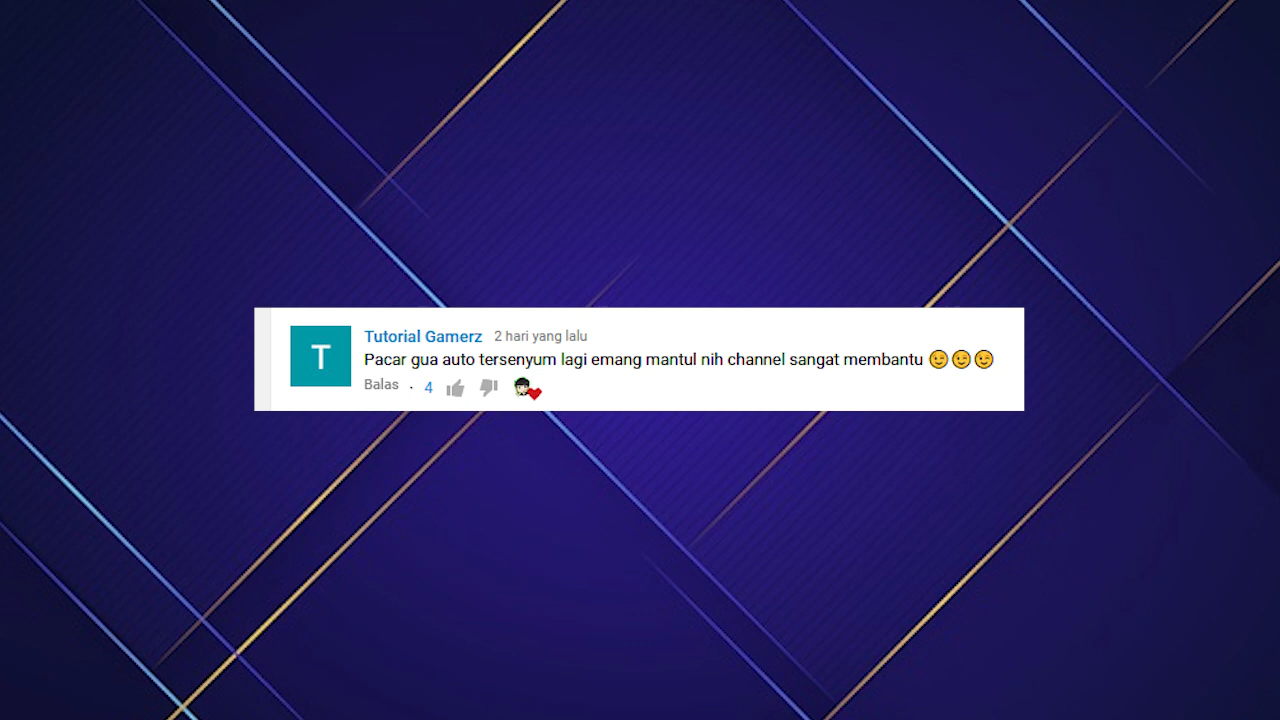 T
Tutorial Gamerz 2 hari yang lalu
Pacar gua auto tersenyum lagi emang mantul nih channel sangat membantu 😉😉😉
Balas · 4